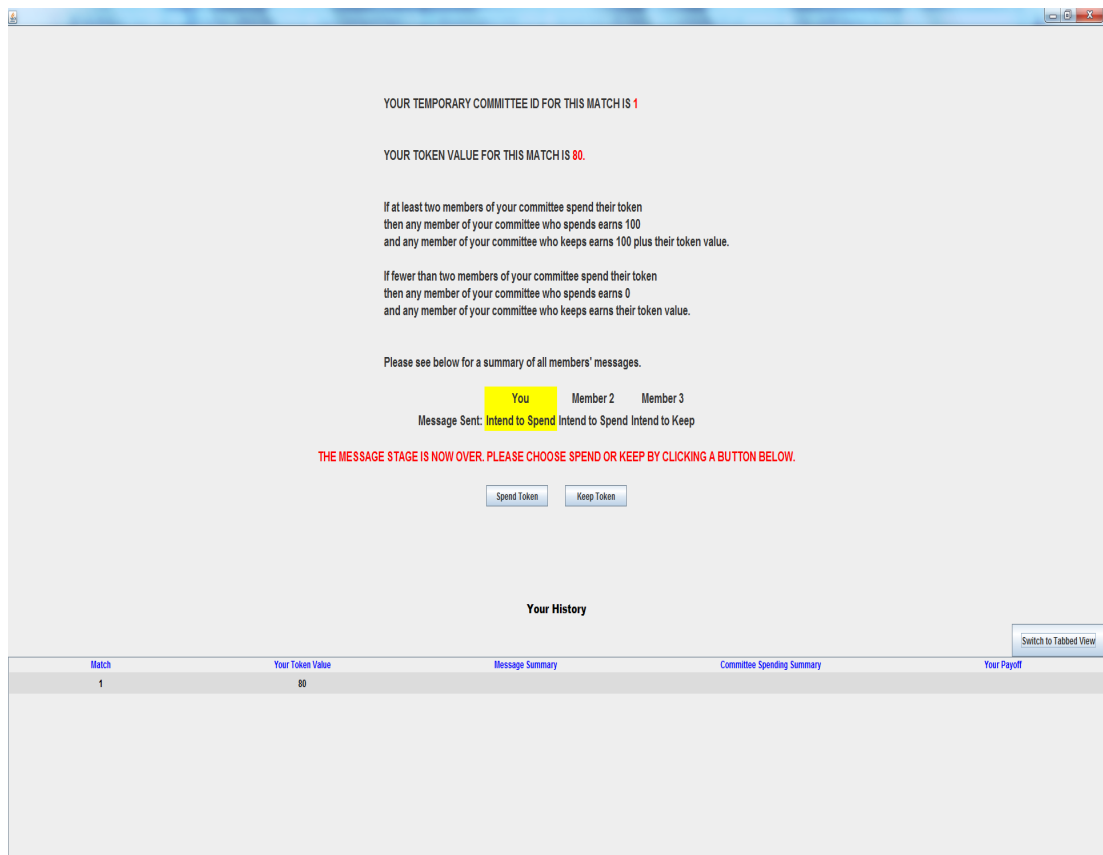 YOUR TEMPORARY COMMITTEE ID FOR THIS MATCH IS 1
YOUR TOKEN VALUE FOR THIS MATCH IS 80.
If at least two members of your committee spend their token
then any member of your committee who spends earns 100
and any member of your committee who keeps earns 100 plus their token value.
If fewer than two members of your committee spend their token
then any member of your committee who spends earns 0
and any member of your committee who keeps earns their token value.
Please see below for a summary of all members' messages.
You Member 2 Member 3
Message Sent: Intend to Spend Intend to Spend Intend to Keep
THE MESSAGE STAGE IS NOW OVER. PLEASE CHOOSE SPEND OR KEEP BY CLICKING A BUTTON BELOW.
Spend Token Keep Token
Your History
Switch to Tabbed View
Match Your Token Value Message Summary Committee Spending Summary Your Payoff
1 80